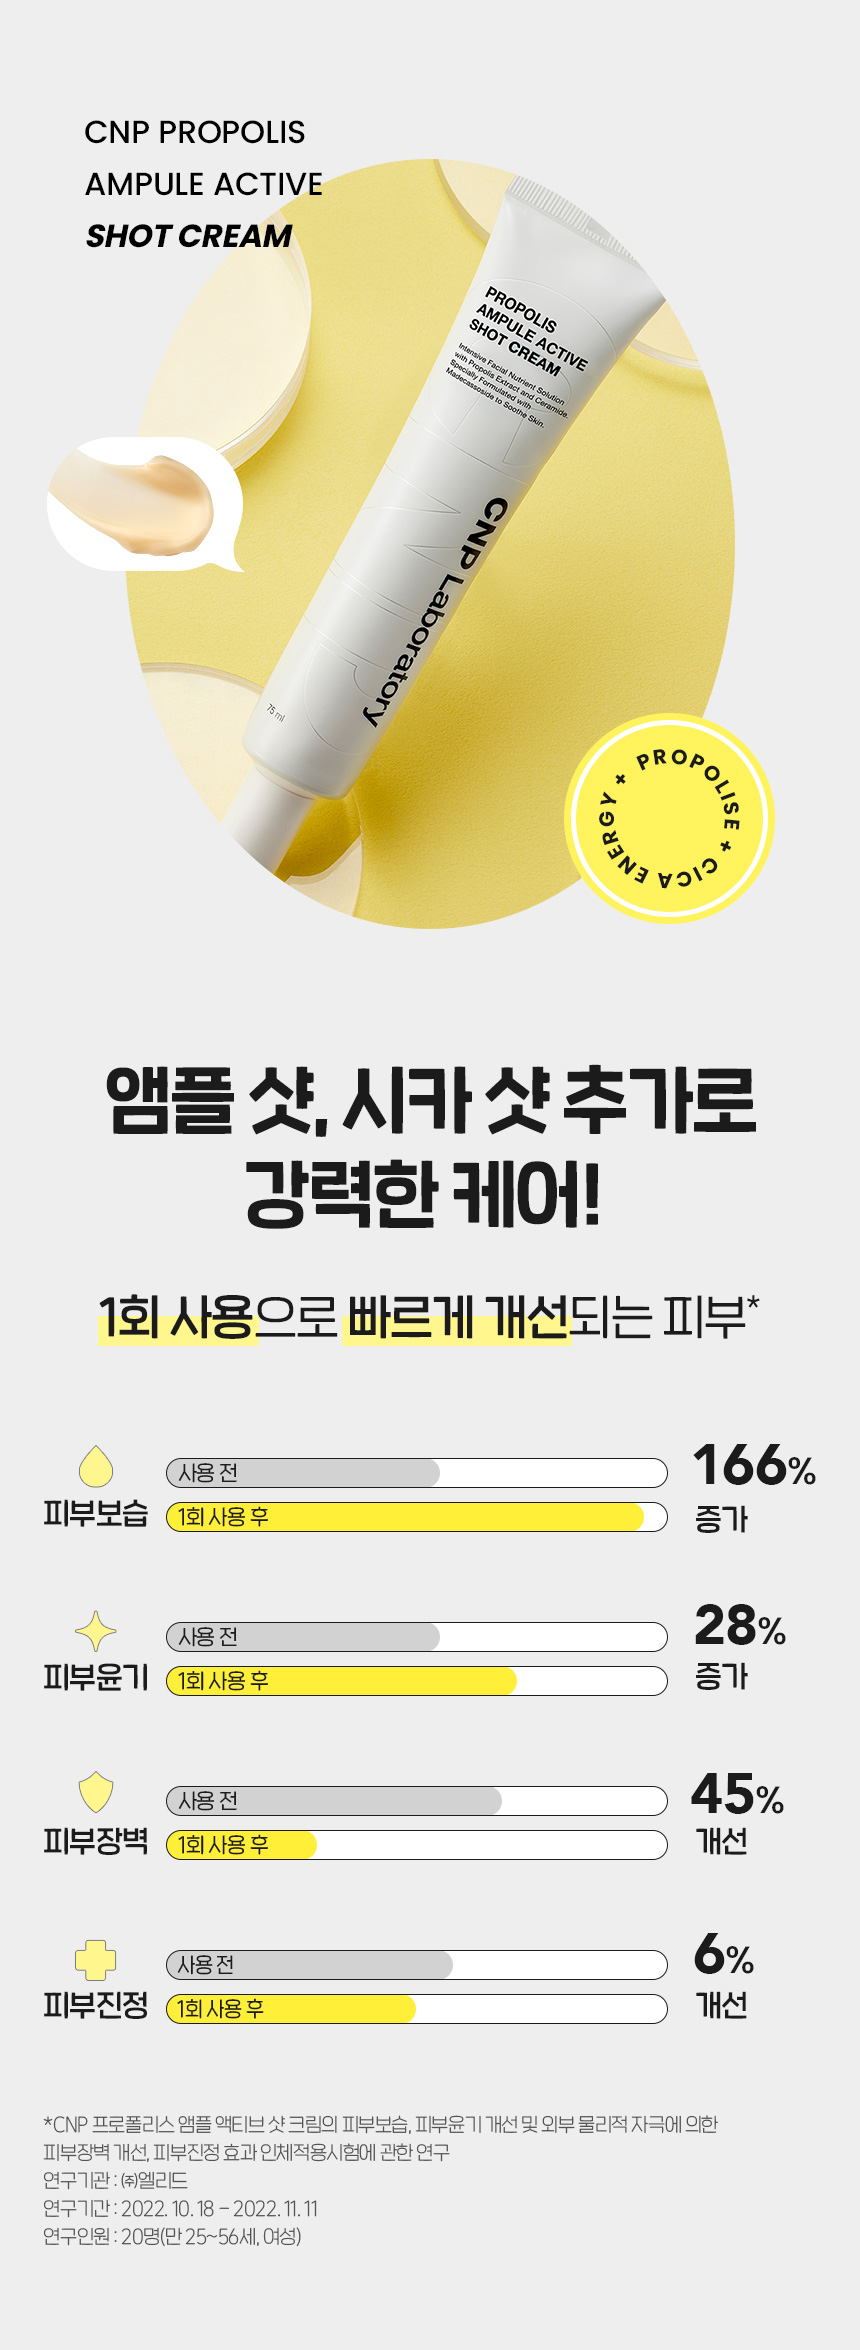 CNP PROPOLIS
AMPULE ACTIVE
SHOT CREAM
PROPOLIS
AMPULE ACTIVE
SHOT CREAM
Intensive Facial Nutrient Solution
with Propolis Extract and Ceramide.
Specially Formulated with
Madecassoside to Soothe Skin.
CNP Laboratory
75 ml
PROPOLISE + CICA ENERGY +
앰플 샷, 시카 샷 추가로
강력한 케어!
1회 사용으로 빠르게 개선되는 피부*
피부보습
사용 전
1회 사용 후
166%
증가
피부윤기
사용 전
1회 사용 후
28%
증가
피부장벽
사용 전
1회 사용 후
45%
개선
피부진정
사용 전
1회 사용 후
6%
개선
*CNP 프로폴리스 앰플 액티브 샷 크림의 피부보습, 피부윤기 개선 및 외부 물리적 자극에 의한
피부장벽 개선, 피부진정 효과 인체적용시험에 관한 연구
연구기관 : ㈜엘리드
연구기간 : 2022. 10. 18 - 2022. 11. 11
연구인원 : 20명(만 25~56세, 여성)